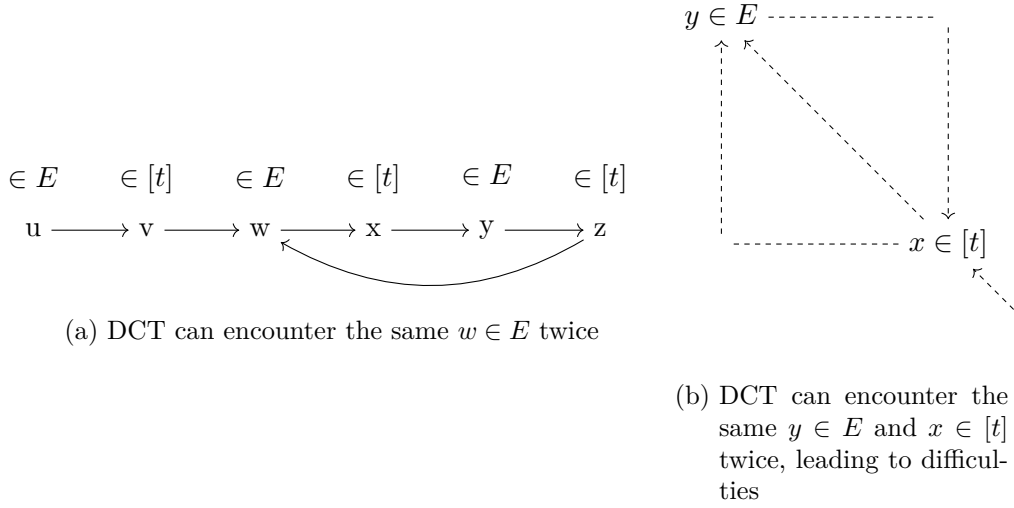 y ∈ E
∈ E ∈ [t] ∈ E ∈ [t] ∈ E ∈ [t]
u v w x y z
x ∈ [t]
(a) DCT can encounter the same w ∈ E twice
(b) DCT can encounter the
same y ∈ E and x ∈ [t]
twice, leading to difficul-
ties